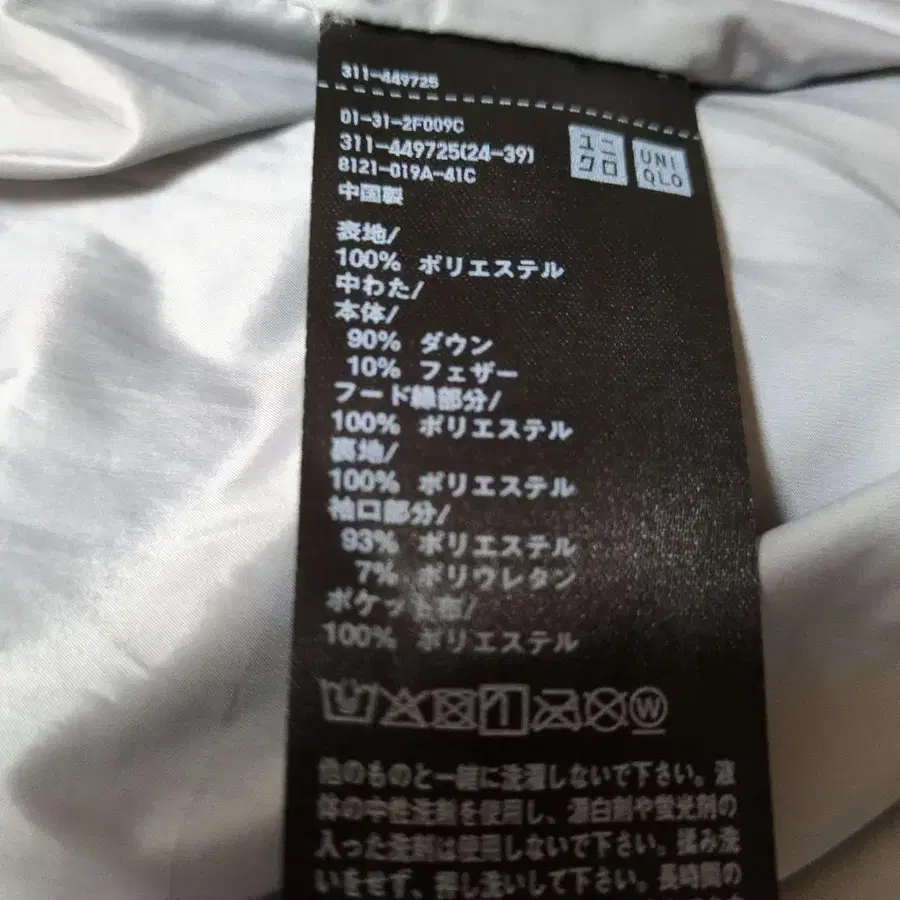 311-449725
01-31-2F009C
311-449725(24-39)
8121-019A-41C
中国製
ユニ
クロ
UNI
QLO
表地/
100% ポリエステル
中わた/
本体/
90% ダウン
10% フェザー
フード縁部分/
100% ポリエステル
裏地/
100% ポリエステル
袖口部分/
93% ポリエステル
7% ポリウレタン
ポケット布/
100% ポリエステル
W
他のものと一緒に洗濯しないで下さい。液
体の中性洗剤を使用し、漂白剤や蛍光剤の
入った洗剤は使用しないで下さい。揉み洗
いをせず、押し洗いして下さい。長時間の